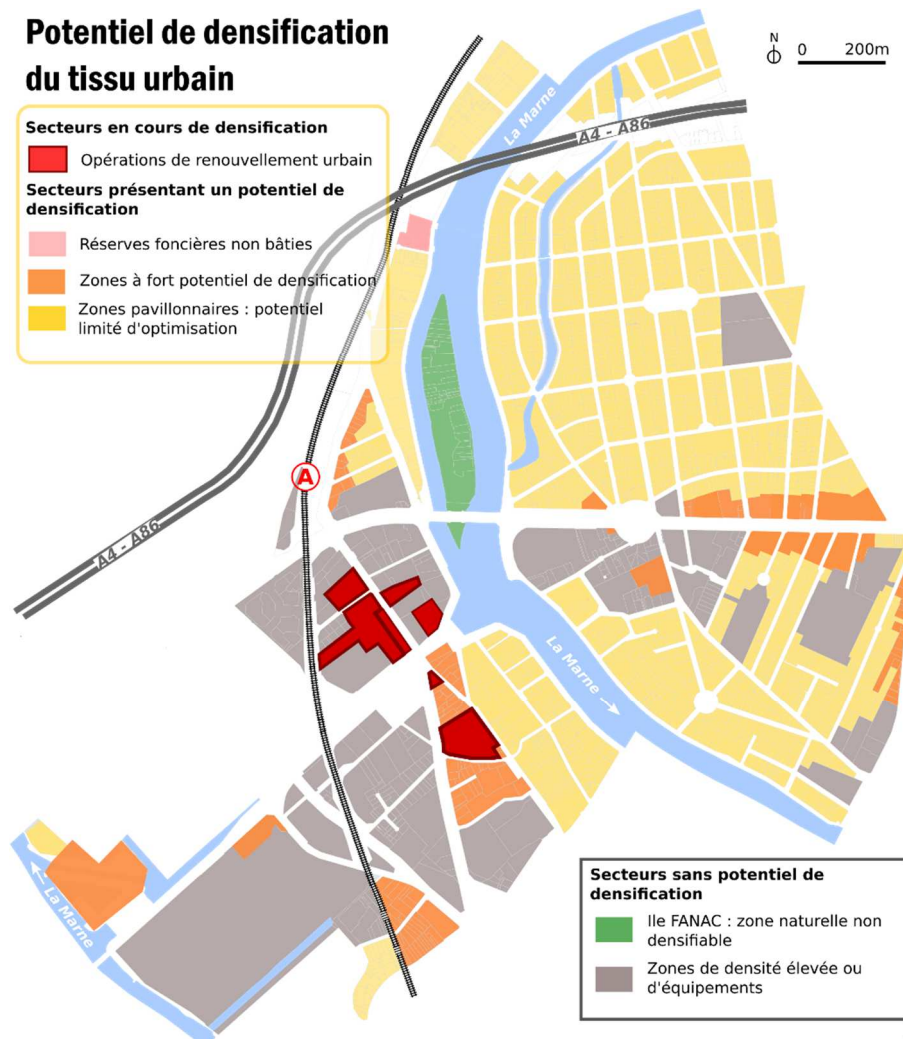 Potentiel de densification
du tissu urbain
N
0 200m
Secteurs en cours de densification
Opérations de renouvellement urbain
Secteurs présentant un potentiel de
densification
Réserves foncières non bâties
Zones à fort potentiel de densification
Zones pavillonnaires : potentiel
limité d'optimisation
La Marne
A4 - A86
A
A4 - A86
La Marne
La Marne
Secteurs sans potentiel de
densification
Ile FANAC : zone naturelle non
densifiable
Zones de densité élevée ou
d'équipements